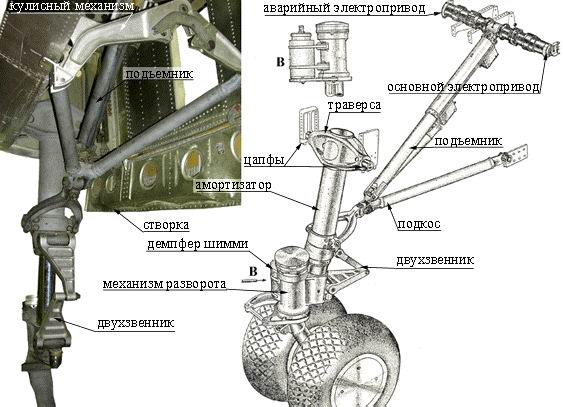 кулисный механизм
аварийный электропривод
подъемник
В
основной электропривод
траверса
подъемник
цапфы
амортизатор
створка
подкос
демпфер шимми
В
двухзвенник
механизм разворота
двухзвенник